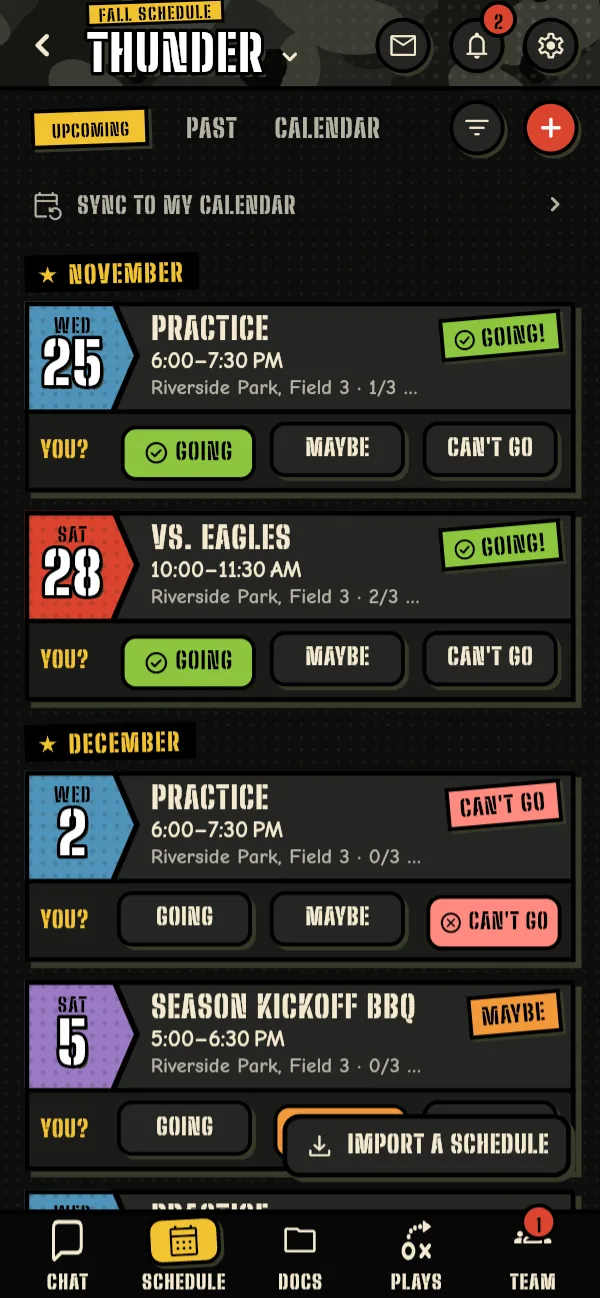 FALL SCHEDULE
THUNDER
2
UPCOMING
PAST
CALENDAR
SYNC TO MY CALENDAR
★ NOVEMBER
WED
25
PRACTICE
6:00–7:30 PM
Riverside Park, Field 3 · 1/3 ...
GOING!
YOU?
GOING
MAYBE
CAN'T GO
SAT
28
VS. EAGLES
10:00–11:30 AM
Riverside Park, Field 3 · 2/3 ...
GOING!
YOU?
GOING
MAYBE
CAN'T GO
★ DECEMBER
WED
2
PRACTICE
6:00–7:30 PM
Riverside Park, Field 3 · 0/3 ...
CAN'T GO
YOU?
GOING
MAYBE
CAN'T GO
SAT
5
SEASON KICKOFF BBQ
5:00–6:30 PM
Riverside Park, Field 3 · 0/3 ...
MAYBE
YOU?
GOING
IMPORT A SCHEDULE
WED
PRACTICE
CHAT
SCHEDULE
DOCS
PLAYS
1
TEAM